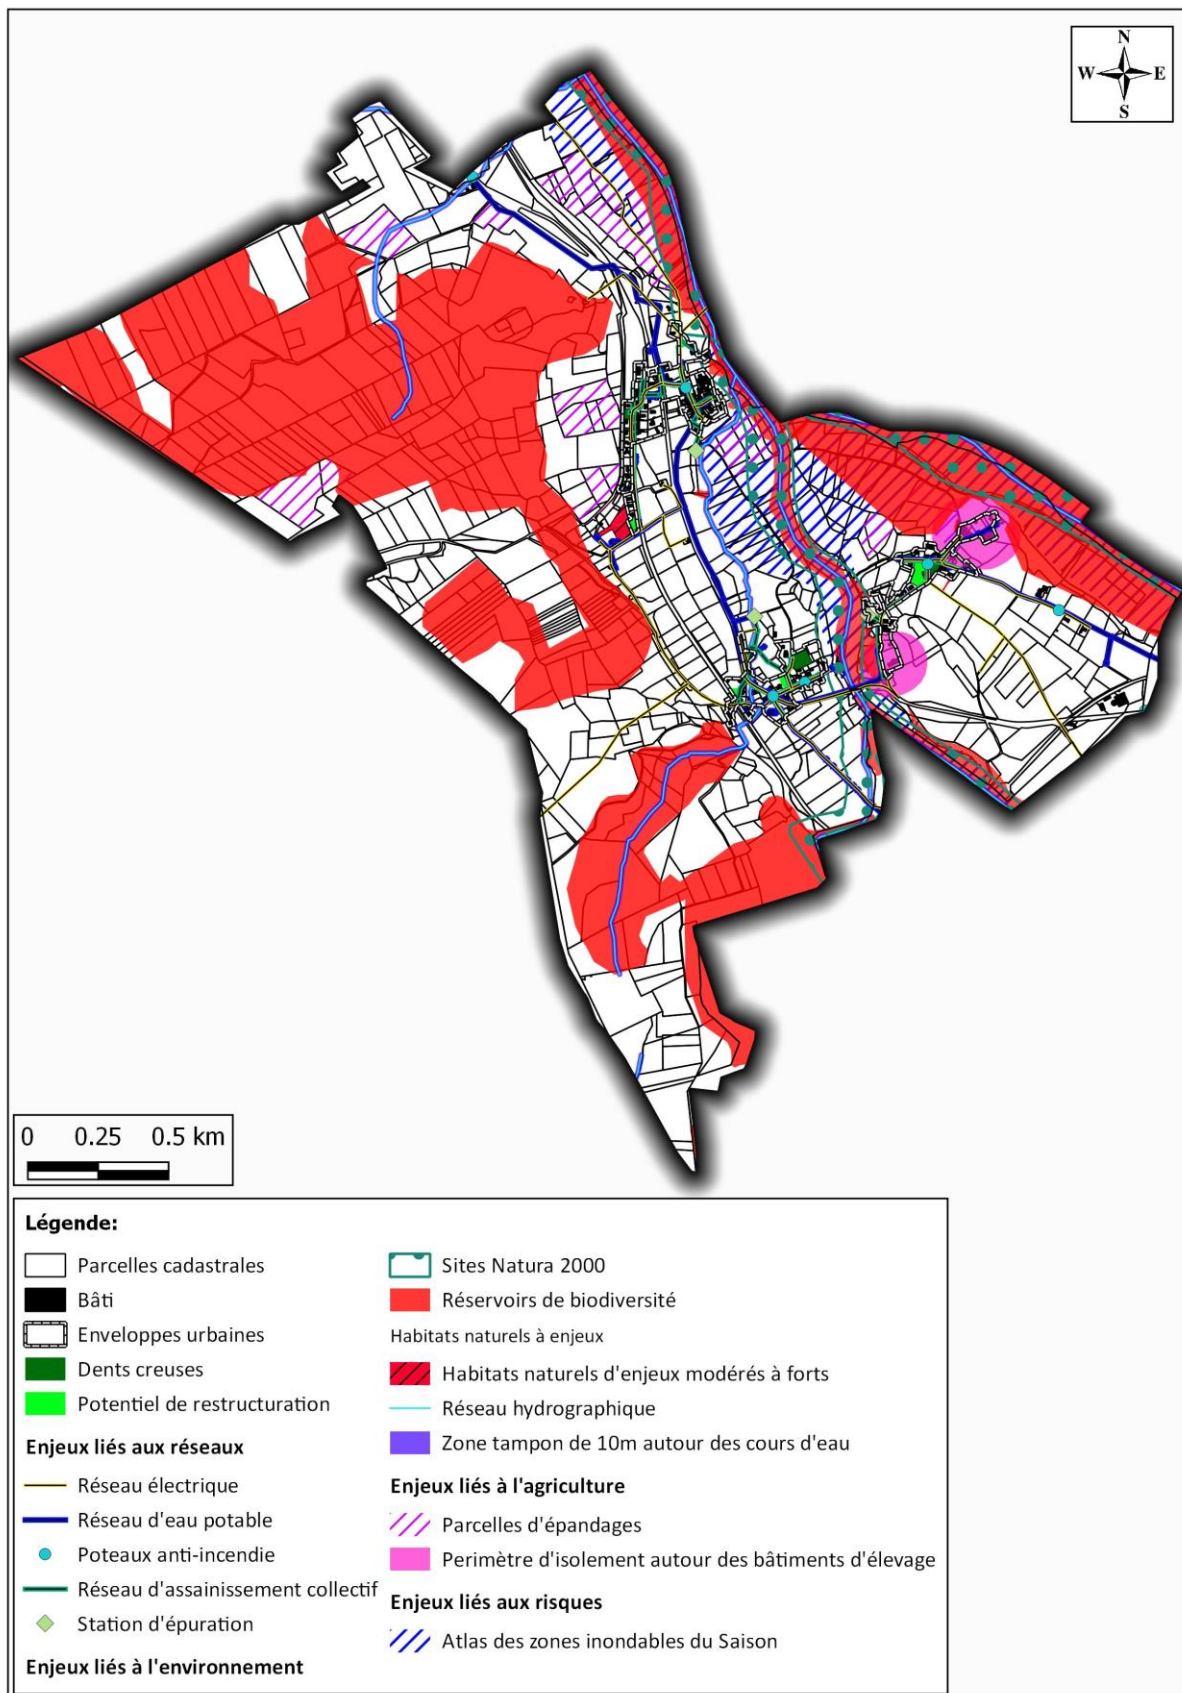 N
W E
S
0 0.25 0.5 km
Légende:
Parcelles cadastrales
Bâti
Enveloppes urbaines
Dents creuses
Potentiel de restructuration
Enjeux liés aux réseaux
Réseau électrique
Réseau d'eau potable
Poteaux anti-incendie
Réseau d'assainissement collectif
Station d'épuration
Enjeux liés à l'environnement
Sites Natura 2000
Réservoirs de biodiversité
Habitats naturels à enjeux
Habitats naturels d'enjeux modérés à forts
Réseau hydrographique
Zone tampon de 10m autour des cours d'eau
Enjeux liés à l'agriculture
Parcelles d'épandages
Perimètre d'isolement autour des bâtiments d'élevage
Enjeux liés aux risques
Atlas des zones inondables du Saison